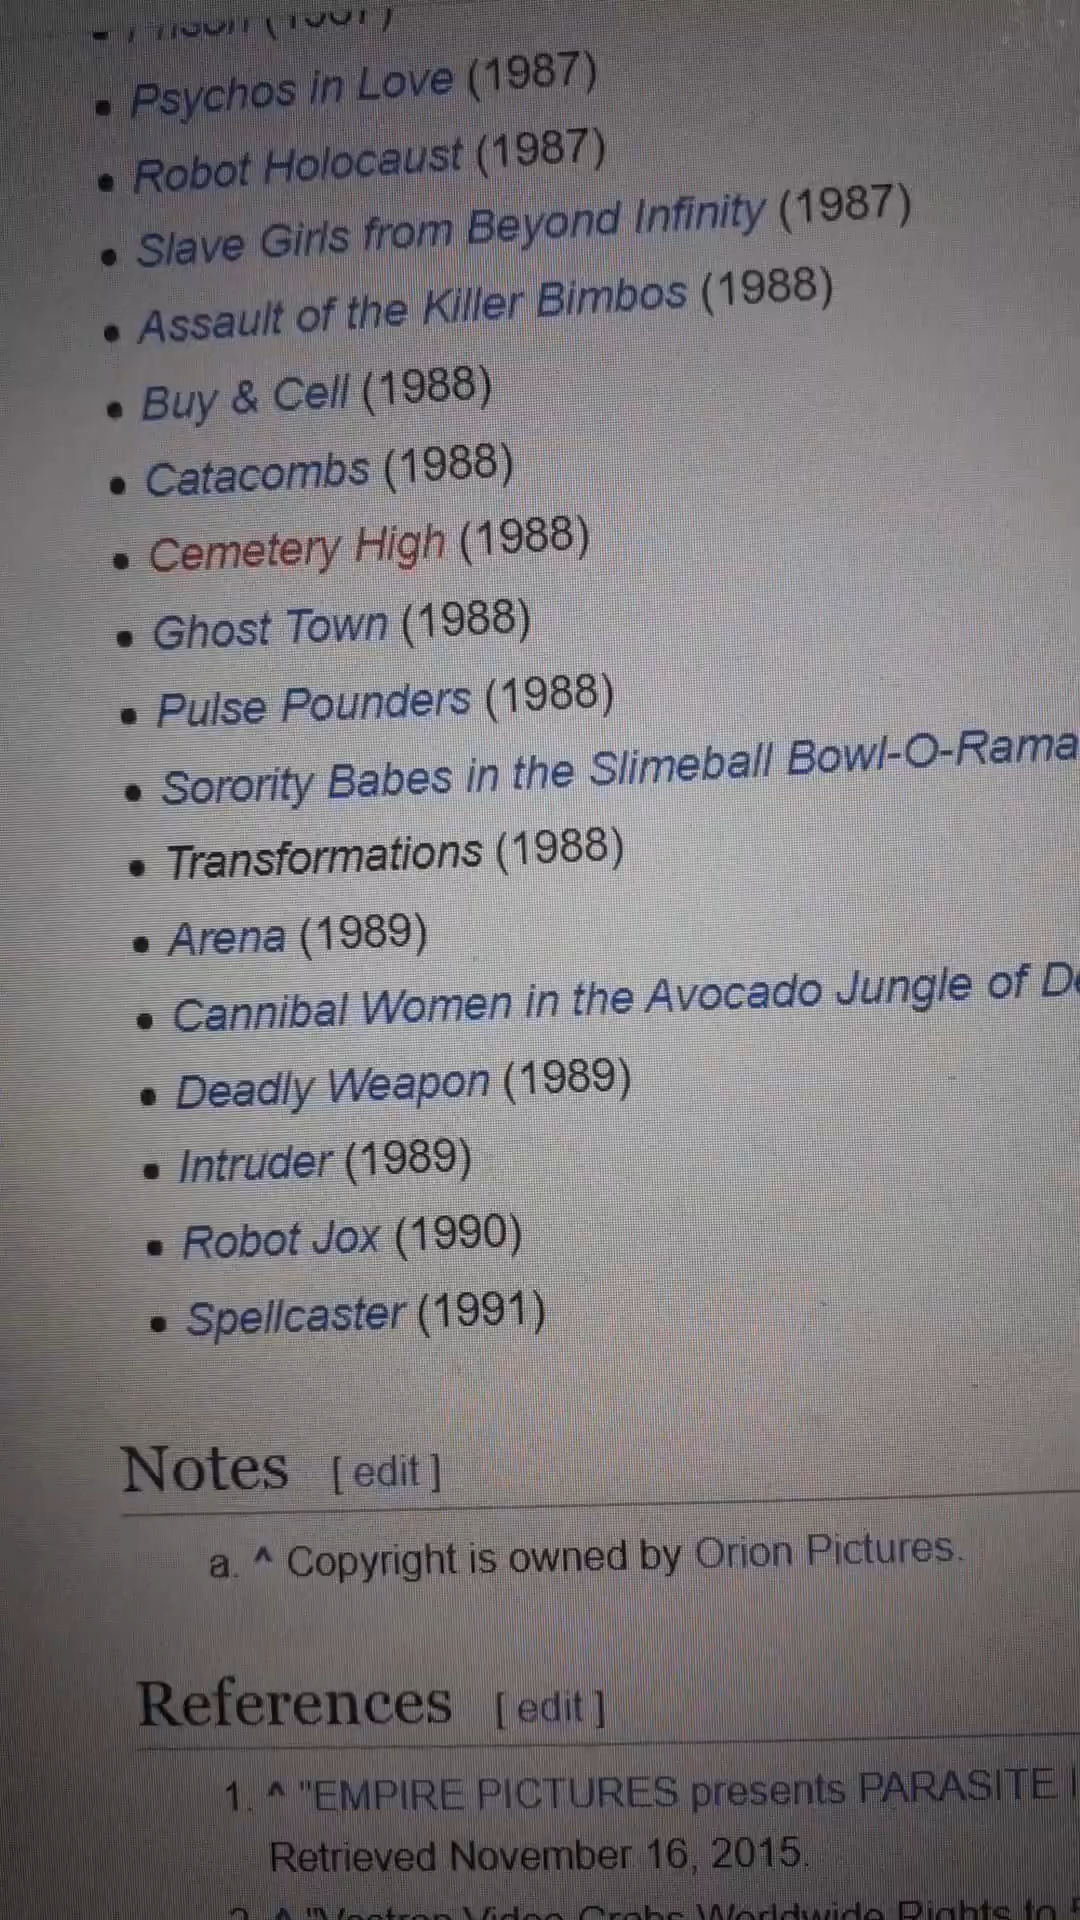 Psychos in Love (1987)
Robot Holocaust (1987)
Slave Girls from Beyond Infinity (1987)
Assault of the Killer Bimbos (1988)
Buy & Cell (1988)
Catacombs (1988)
Cemetery High (1988)
Ghost Town (1988)
Pulse Pounders (1988)
Sorority Babes in the Slimeball Bowl-O-Rama
Transformations (1988)
Arena (1989)
Cannibal Women in the Avocado Jungle of
Deadly Weapon (1989)
Intruder (1989)
Robot Jox (1990)
Spellcaster (1991)
Notes [ edit ]
a. ^ Copyright is owned by Orion Pictures.
References [ edit ]
1. ^ "EMPIRE PICTURES presents PARASITE
Retrieved November 16, 2015.
Video Worldwide Rights to